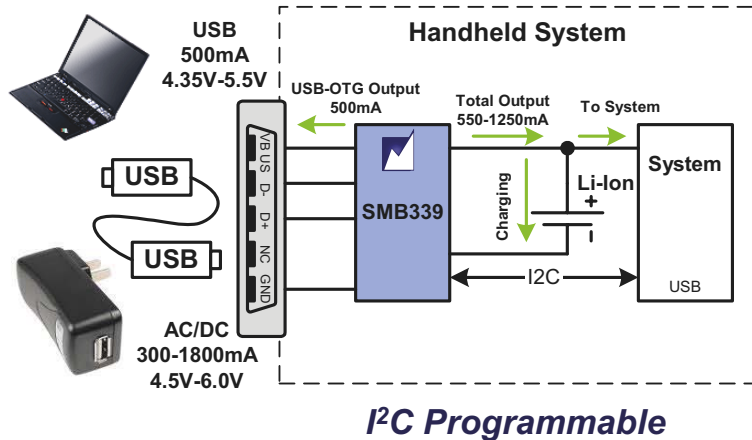 USB
500mA
4.35V-5.5V
Handheld System
USB-OTG Output
500mA
Total Output
550-1250mA
To System
VBUS
D-
D+
NC
GND
USB
USB
SMB339
Charging
Li-Ion
+
I2C
System
USB
AC/DC
300-1800mA
4.5V-6.0V
I²C Programmable